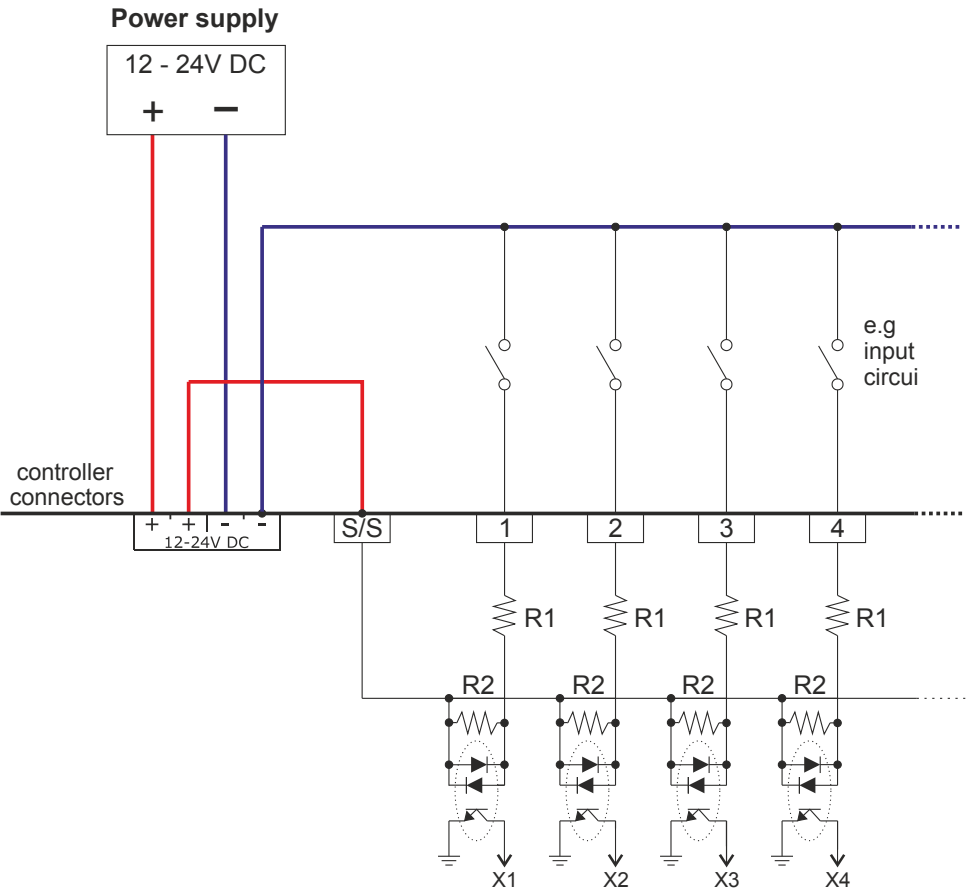 Power supply
12 - 24V DC
+ −
e.g
input
circui
controller
connectors
+ + - -
12-24V DC
S/S
1
2
3
4
R1
R1
R1
R1
R2
R2
R2
R2
X1
X2
X3
X4